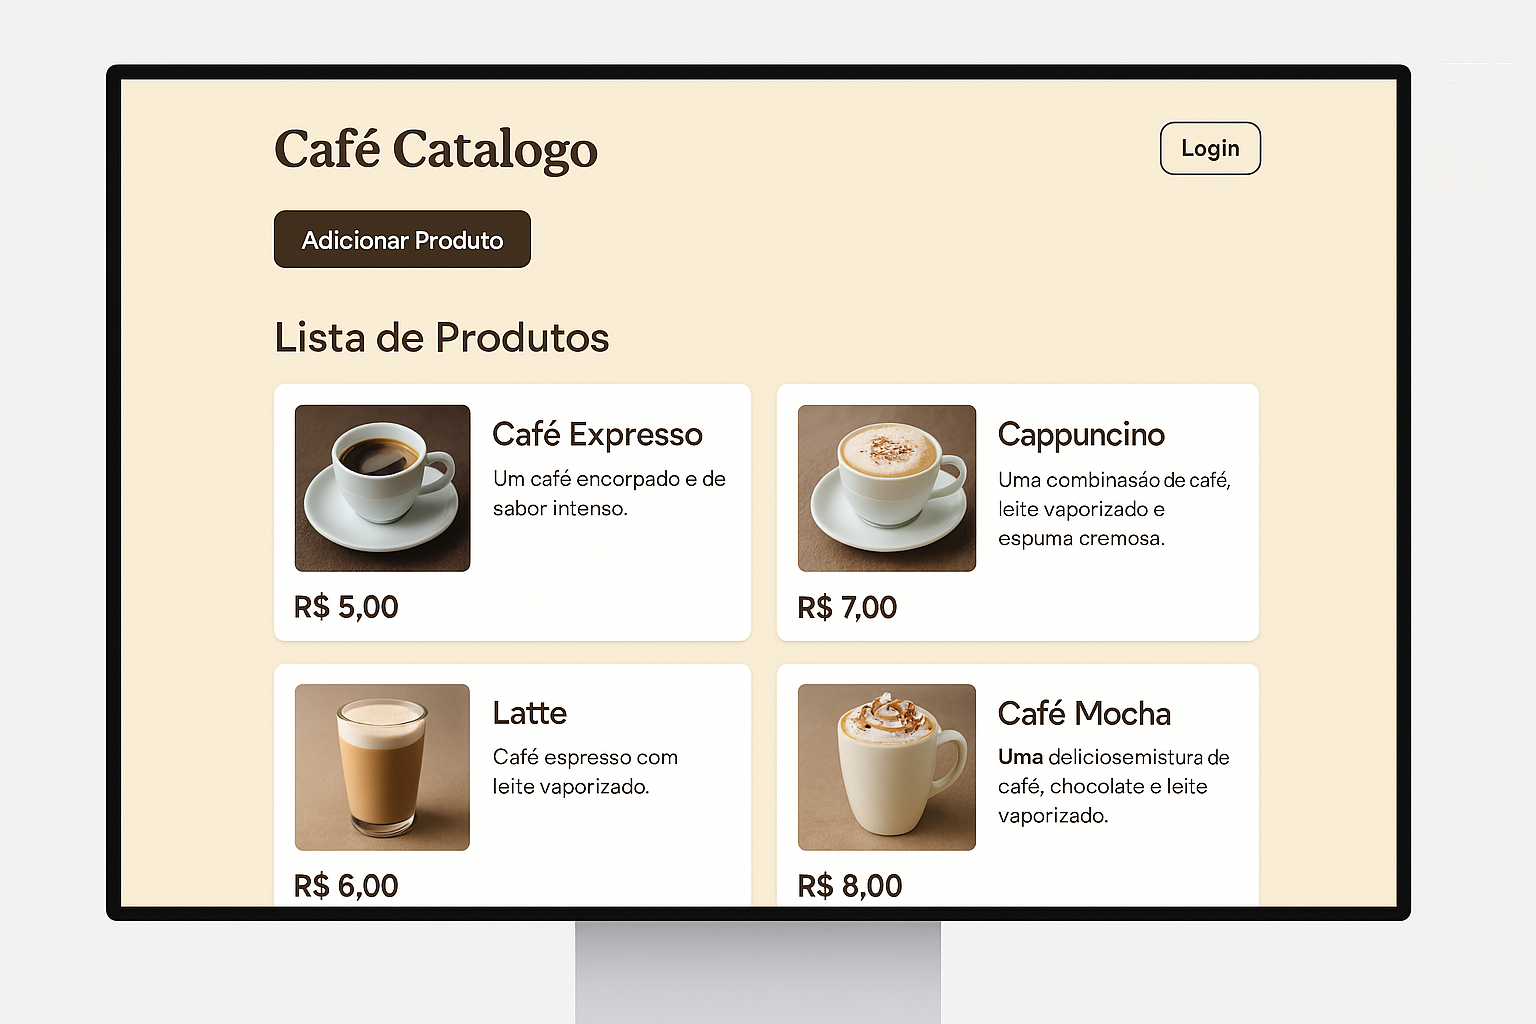 Café Catalogo
Login
Adicionar Produto
Lista de Produtos
Café Expresso
Um café encorpado e de
sabor intenso.
R$ 5,00
Cappuccino
Uma combinasáo de café,
leite vaporizado e
espuma cremosa.
R$ 7,00
Latte
Café espresso com
leite vaporizado.
R$ 6,00
Café Mocha
Uma deliciosemistura de
café, chocolate e leite
vaporizado.
R$ 8,00